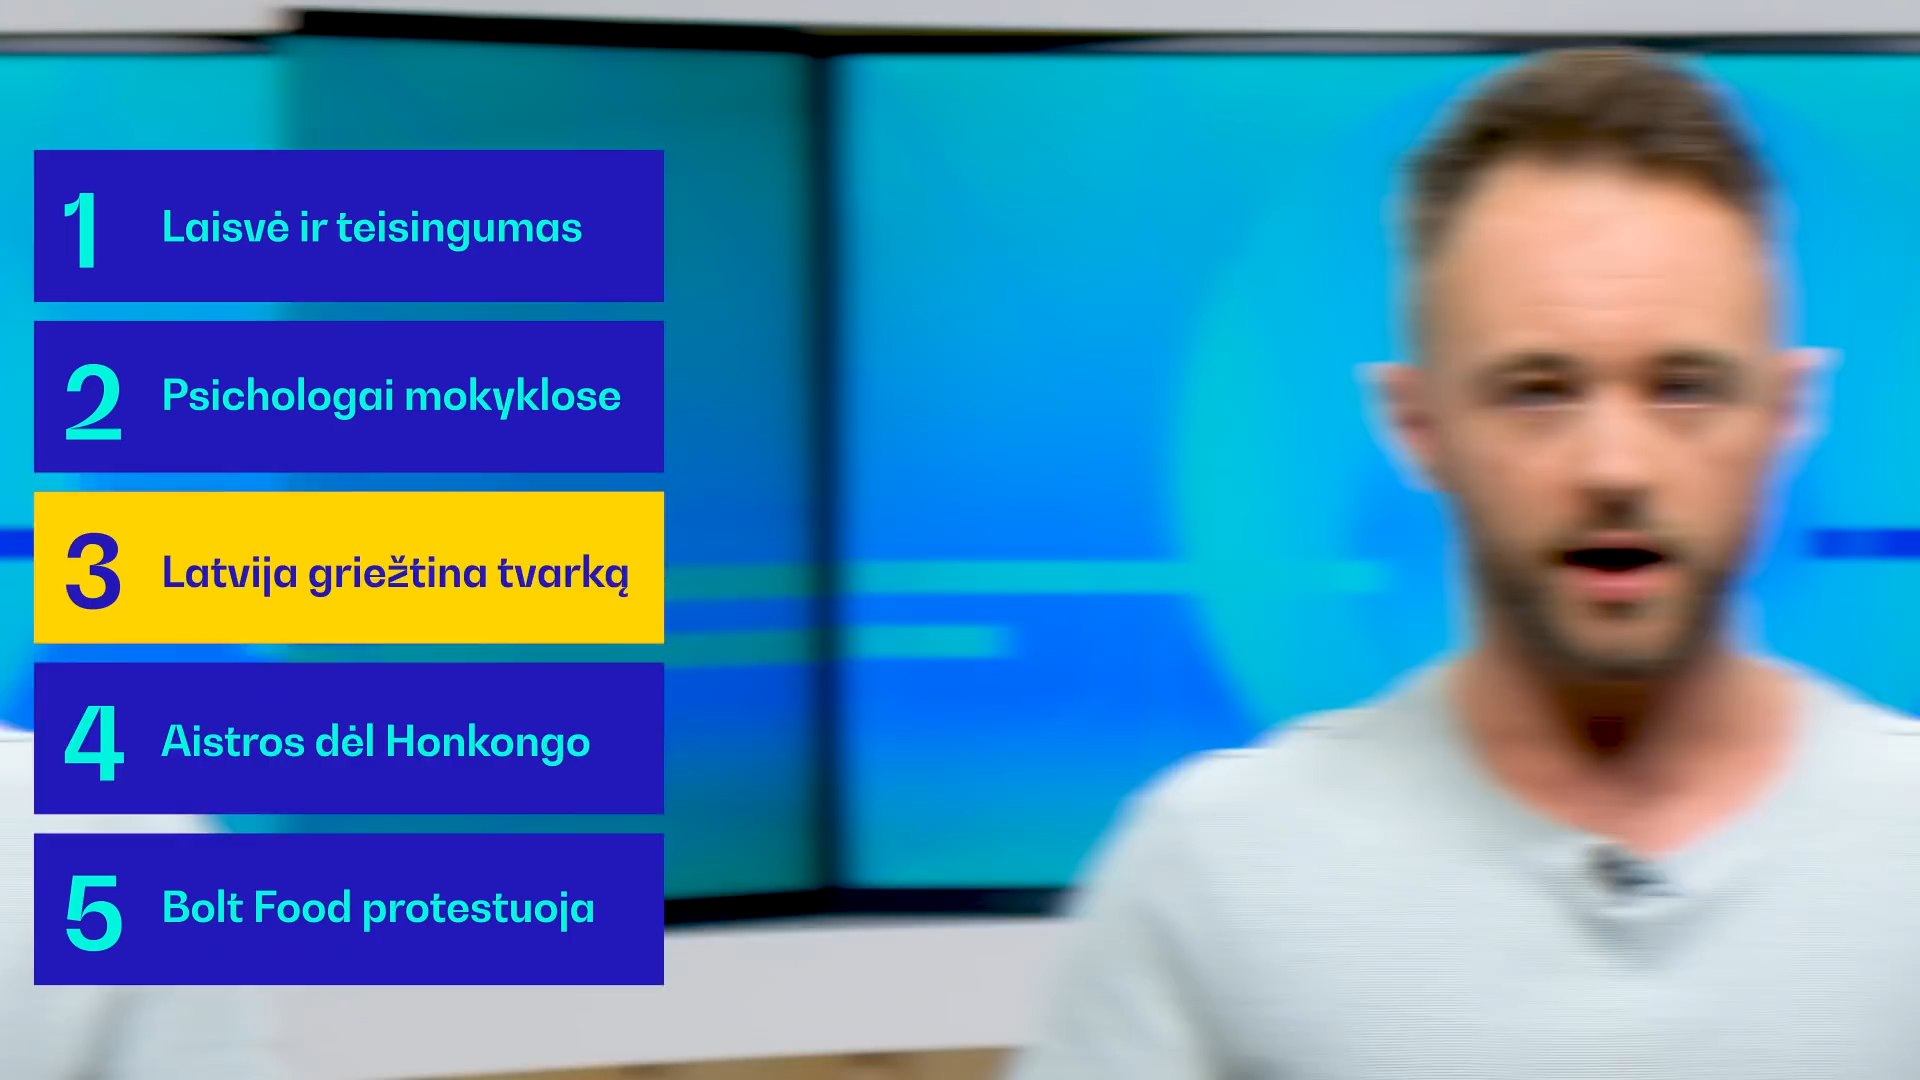 1 Laisvė ir teisingumas
2 Psichologai mokyklose
3 Latvija griežtina tvarką
4 Aistros dėl Honkongo
5 Bolt Food protestuoja